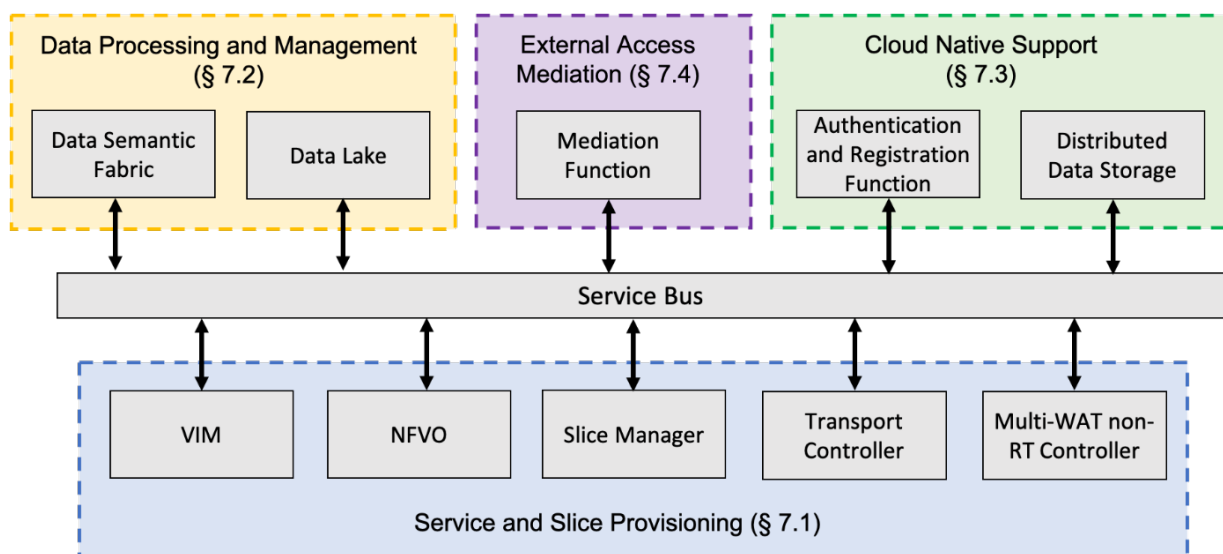 Data Processing and Management
(§ 7.2)
External Access
Mediation (§ 7.4)
Cloud Native Support
(§ 7.3)
Data Semantic
Fabric
Data Lake
Mediation
Function
Authentication
and Registration
Function
Distributed
Data Storage
Service Bus
VIM
NFVO
Slice Manager
Transport
Controller
Multi-WAT non-
RT Controller
Service and Slice Provisioning (§ 7.1)